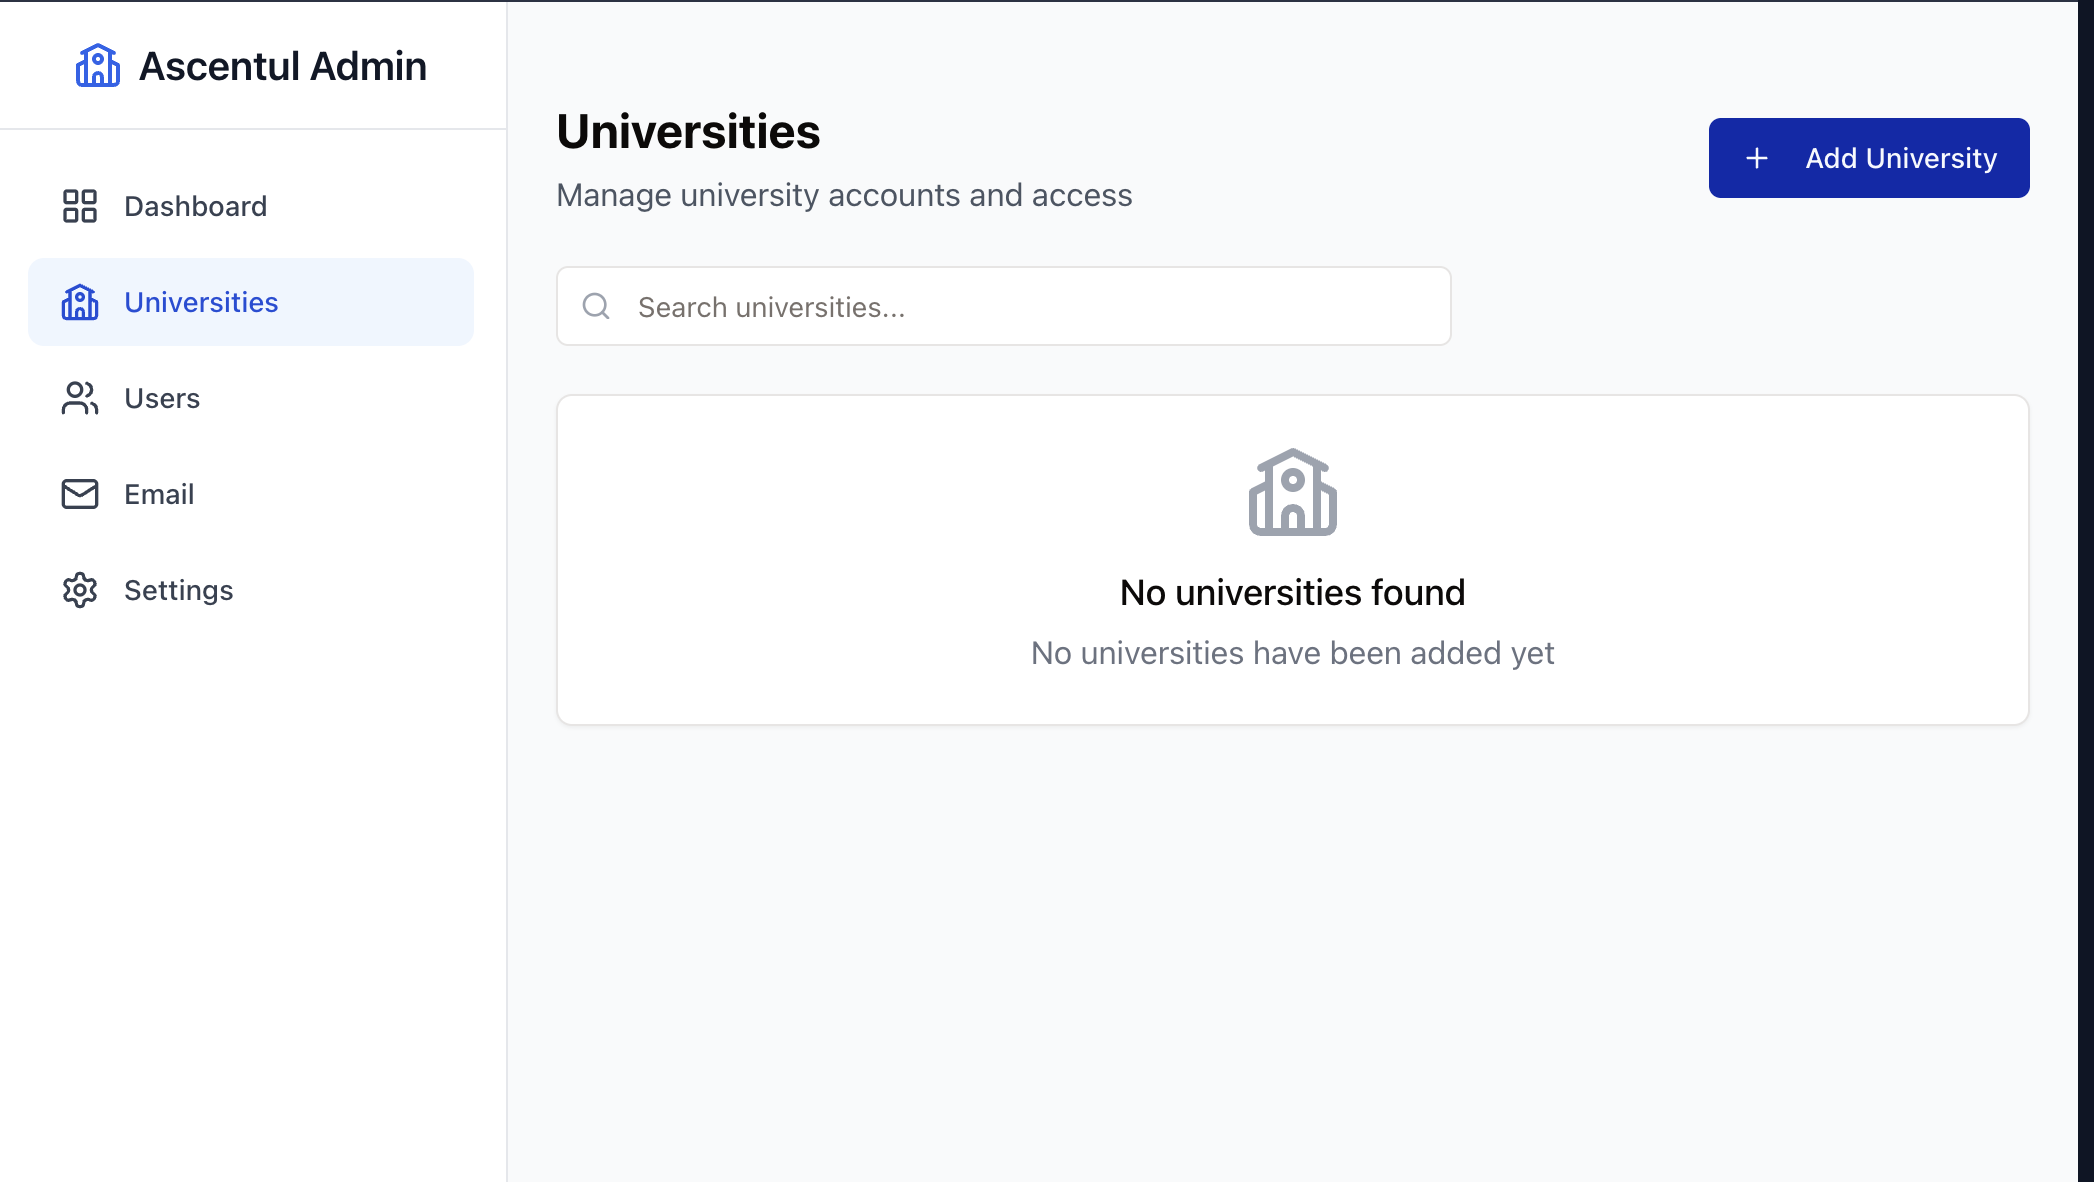 Ascentul Admin
Dashboard
Universities
Users
Email
Settings
Universities
Manage university accounts and access
Add University
Search universities...
No universities found
No universities have been added yet